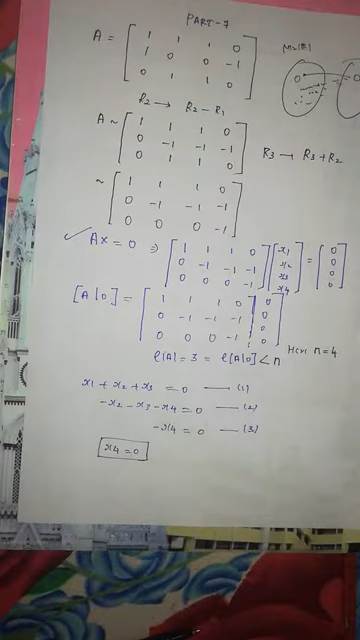 PART-7
A = [ 1 1 1 0
1 0 0 -1
0 1 1 0 ]
R2 → R2 - R1
A ~ [ 1 1 1 0
0 -1 -1 -1
0 1 1 0 ] R3 → R3 + R2
~ [ 1 1 1 0
0 -1 -1 -1
0 0 0 -1 ]
✓ AX = 0 ⇒ [ 1 1 1 0 ] [ x1 ] = [ 0 ]
[ 0 -1 -1 -1 ] [ x2 ] [ 0 ]
[ 0 0 0 -1 ] [ x3 ] [ 0 ]
[ x4 ] [ 0 ]
[A|0] = [ 1 1 1 0 | 0
0 -1 -1 -1 | 0
0 0 0 -1 | 0
0 ]
ρ[A] = 3 = ρ[A|0] < n n = 4
x1 + x2 + x3 = 0 — (1)
-x2 - x3 - x4 = 0 — (2)
-x4 = 0 — (3)
x4 = 0